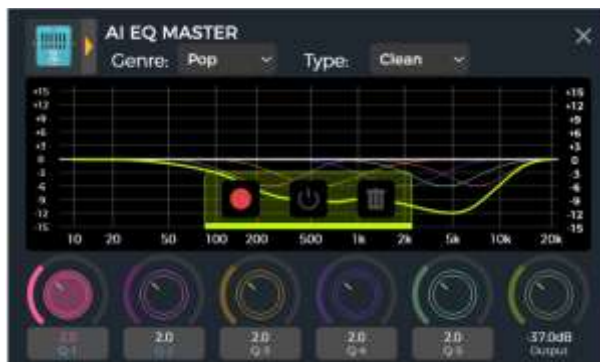 AI EQ MASTER
Genre: Pop Type: Clean
+15 +15
+12 +12
+9 +9
+6 +6
+3 +3
0 0
-3 -3
-6 -6
-9 -9
-12 -12
-15 -15
10 20 50 100 200 500 1k 2k 5k 10k 20k
2.0 2.0 2.0 2.0 2.0 -37.0dB
Q-1 Q-2 Q-3 Q-4 Q-5 Output